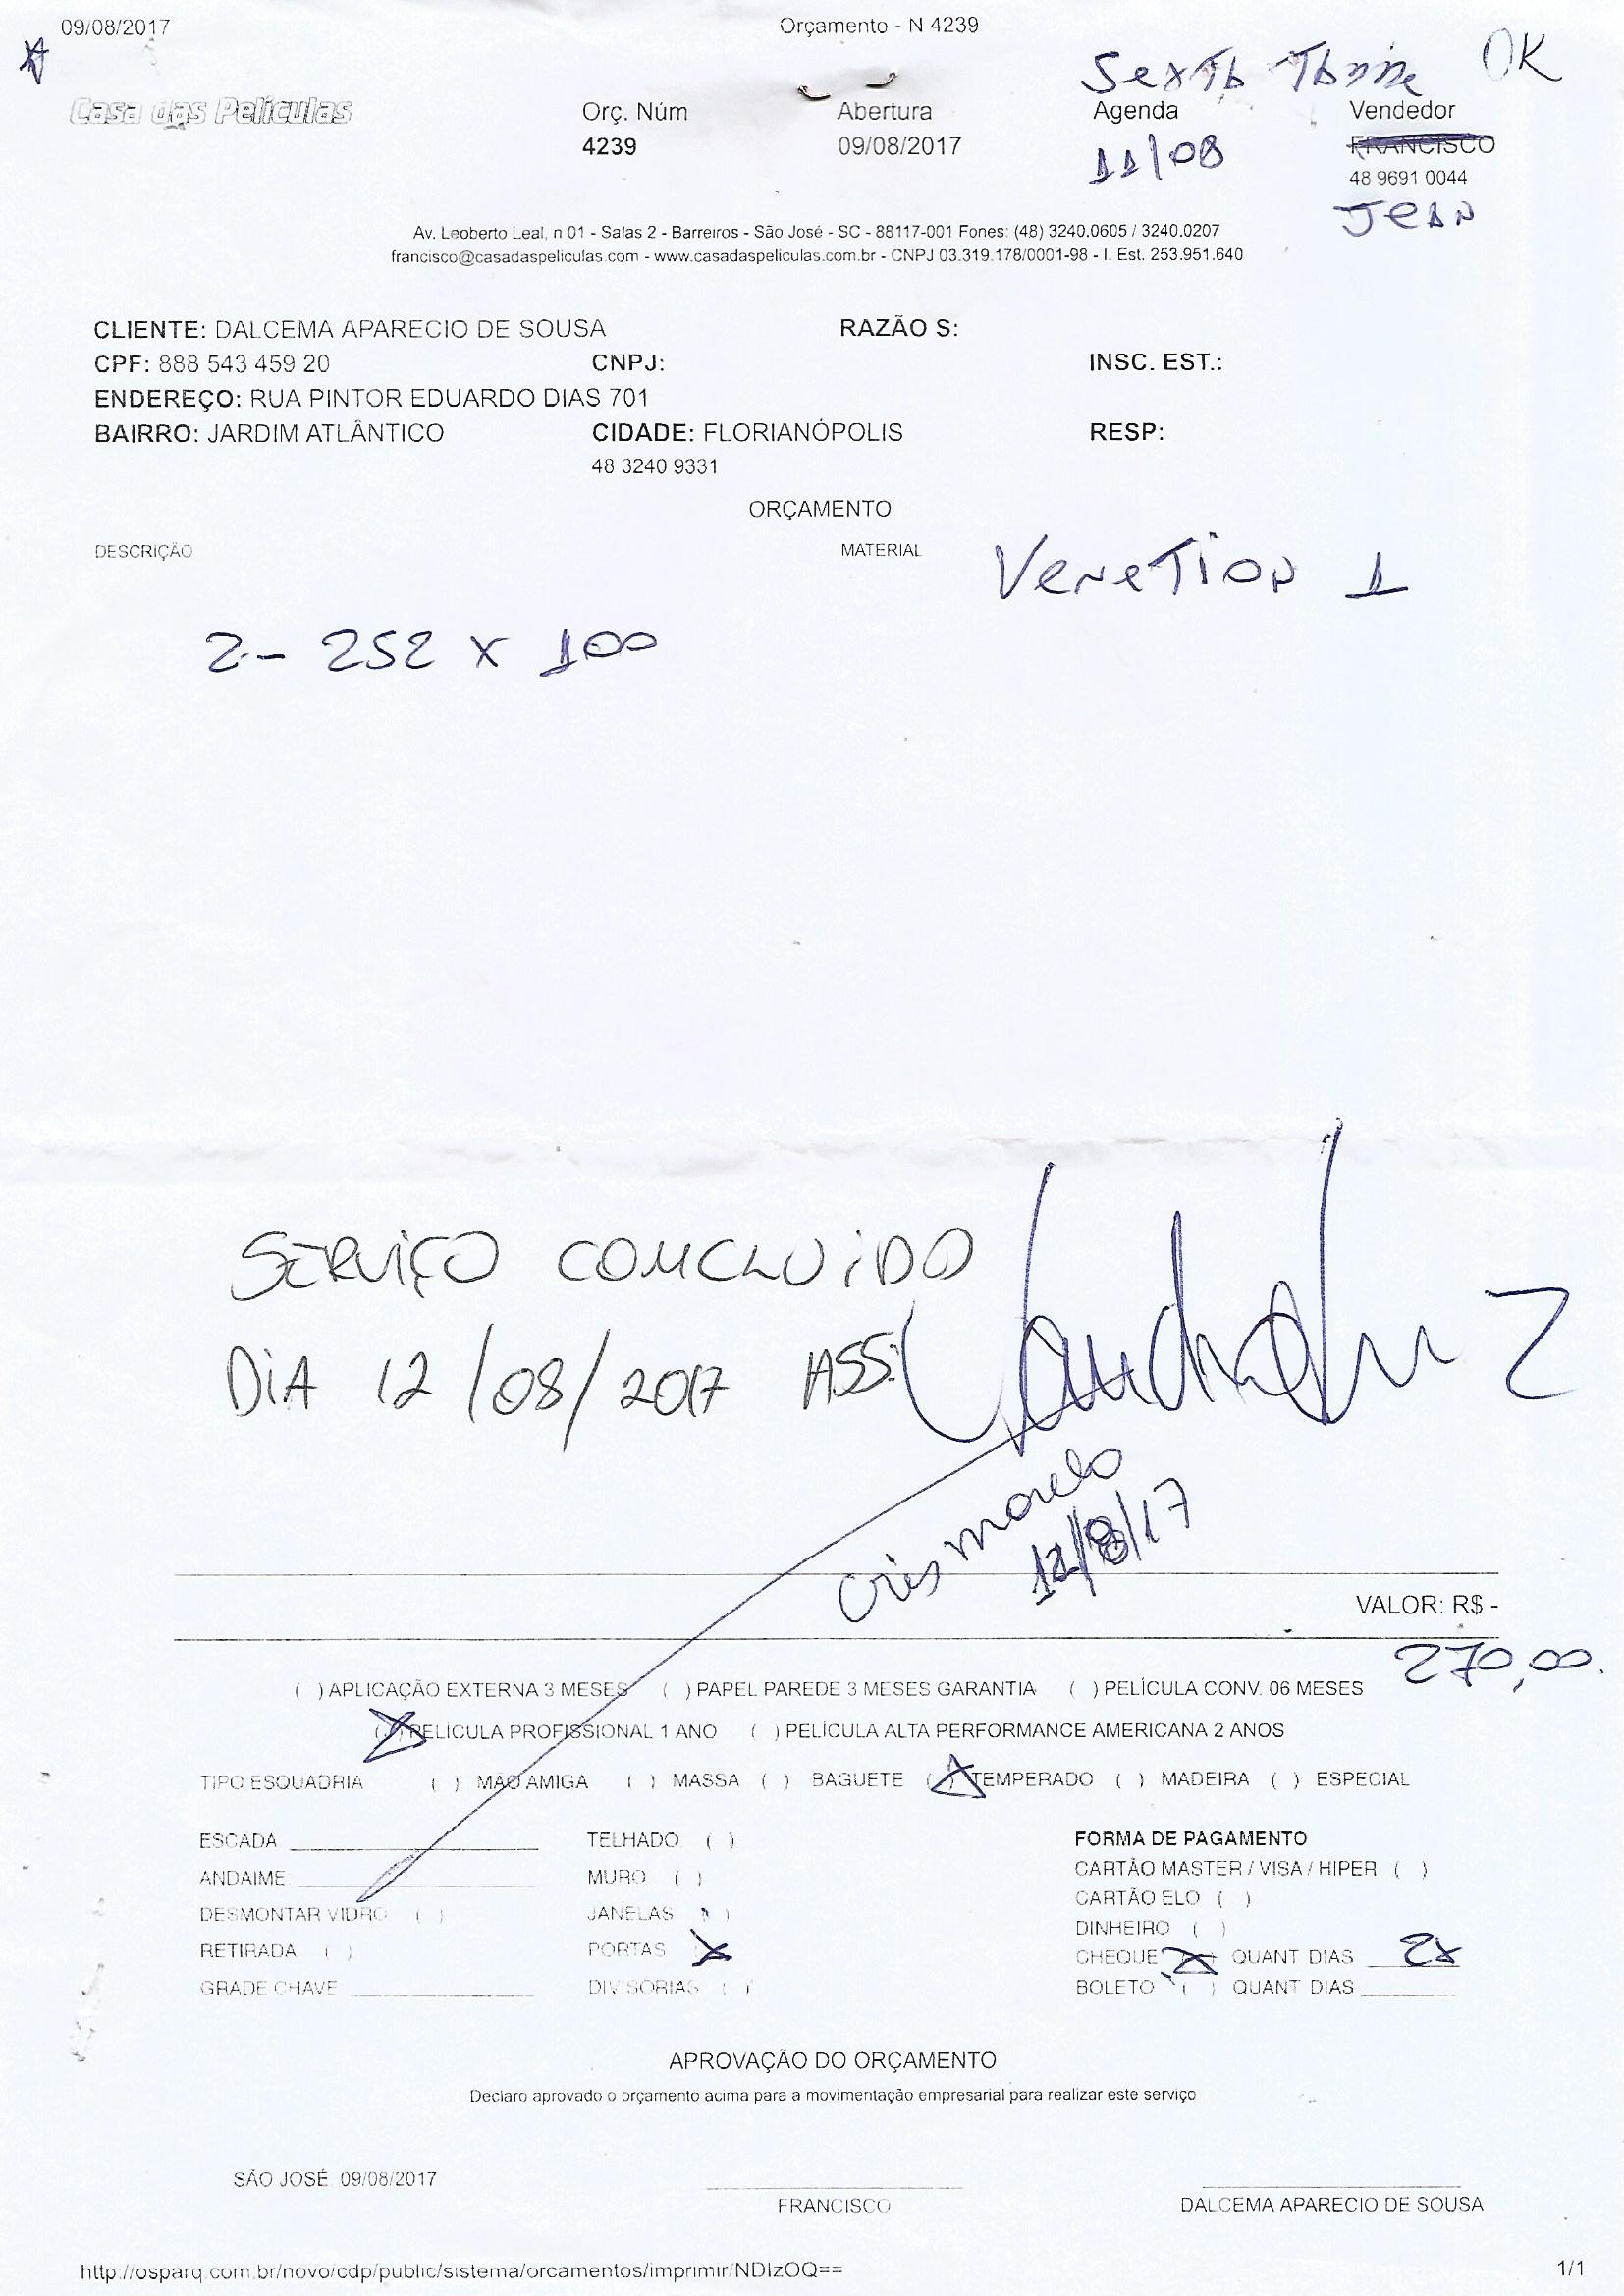 09/08/2017 Orçamento - N 4239
OK
Casa das Películas Orç. Núm Abertura Agenda Vendedor
4239 09/08/2017 11/08 FRANCISCO
48 9691 0044
Jean
Av. Leoberto Leal, n 01 - Salas 2 - Barreiros - São José - SC - 88117-001 Fones: (48) 3240.0605 / 3240.0207
francisco@casadaspeliculas.com - www.casadaspeliculas.com.br - CNPJ 03.319.178/0001-98 - I. Est. 253.951.640
CLIENTE: DALCEMA APARECIO DE SOUSA RAZÃO S:
CPF: 888 543 459 20 CNPJ: INSC. EST.:
ENDEREÇO: RUA PINTOR EDUARDO DIAS 701
BAIRRO: JARDIM ATLÂNTICO CIDADE: FLORIANÓPOLIS RESP:
48 3240 9331
ORÇAMENTO
DESCRIÇÃO MATERIAL Venetion 1
2 - 252 x 100
SERVIÇO CONCLUIDO
DIA 12/08/2017 ASS:
12/8/17
VALOR: R$ -
270,00.
( ) APLICAÇÃO EXTERNA 3 MESES ( ) PAPEL PAREDE 3 MESES GARANTIA ( ) PELÍCULA CONV. 06 MESES
(X) PELÍCULA PROFISSIONAL 1 ANO ( ) PELÍCULA ALTA PERFORMANCE AMERICANA 2 ANOS
TIPO ESQUADRIA ( ) MÃO AMIGA ( ) MASSA ( ) BAGUETE (X) TEMPERADO ( ) MADEIRA ( ) ESPECIAL
ESCADA TELHADO ( ) FORMA DE PAGAMENTO
ANDAIME MURO ( ) CARTÃO MASTER / VISA / HIPER ( )
DESMONTAR VIDRO ( ) JANELAS ( ) CARTÃO ELO ( )
DINHEIRO ( )
RETIRADA ( ) PORTAS (X) CHEQUE (X) QUANT DIAS 2x
GRADE CHAVE DIVISÓRIAS ( ) BOLETO ( ) QUANT DIAS
APROVAÇÃO DO ORÇAMENTO
Declaro aprovado o orçamento acima para a movimentação empresarial para realizar este serviço
SÃO JOSÉ 09/08/2017
FRANCISCO DALCEMA APARECIO DE SOUSA
http://osparq.com.br/novo/cdp/public/sistema/orcamentos/imprimir/NDIzOQ== 1/1